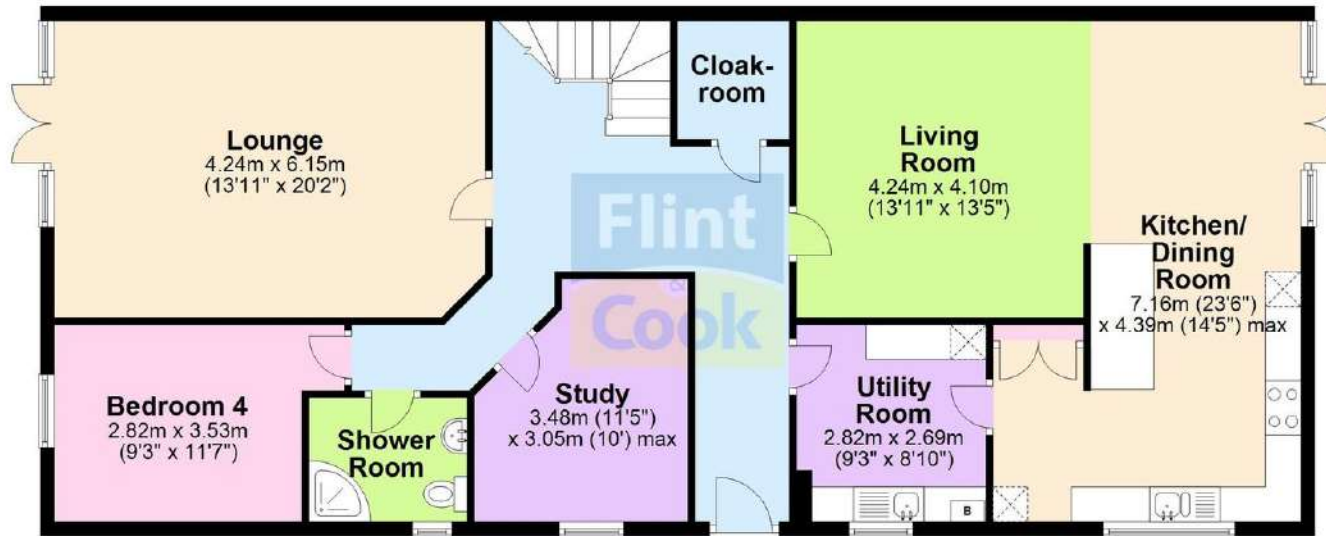 Lounge
4.24m x 6.15m
(13'11" x 20'2")
Cloak-
room
Living
Room
4.24m x 4.10m
(13'11" x 13'5")
Kitchen/
Dining
Room
7.16m (23'6")
x 4.39m (14'5") max
Flint
&
Cook
Bedroom 4
2.82m x 3.53m
(9'3" x 11'7")
Shower
Room
Study
3.48m (11'5")
x 3.05m (10') max
Utility
Room
2.82m x 2.69m
(9'3" x 8'10")
B